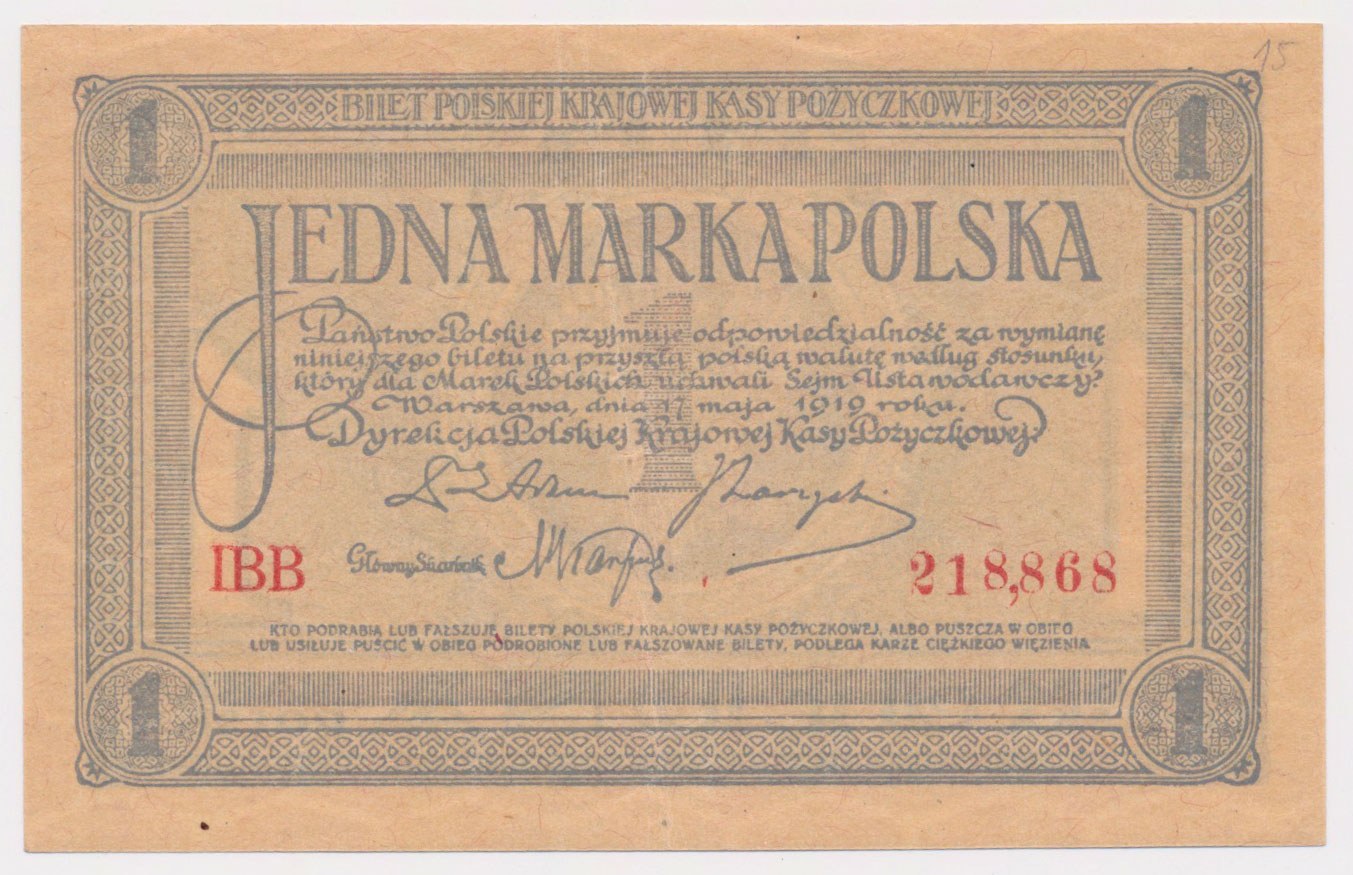 15
1 BILET POLSKIEJ KRAJOWEJ KASY POŻYCZKOWEJ 1
JEDNA MARKA POLSKA
1
Państwo Polskie przyjmuje odpowiedzialność za wymianę
niniejszego biletu na przyszłą polską walutę według stosunku,
który dla Marek Polskich uchwali Sejm Ustawodawczy.
Warszawa, dnia 17 maja 1919 roku.
Dyrekcja Polskiej Krajowej Kasy Pożyczkowej
Główny Skarbnik
IBB 218,868
KTO PODRABIA LUB FAŁSZUJE BILETY POLSKIEJ KRAJOWEJ KASY POŻYCZKOWEJ, ALBO PUSZCZA W OBIEG
LUB USIŁUJE PUŚCIĆ W OBIEG PODROBIONE LUB FAŁSZOWANE BILETY, PODLEGA KARZE CIĘŻKIEGO WIĘZIENIA
1 1